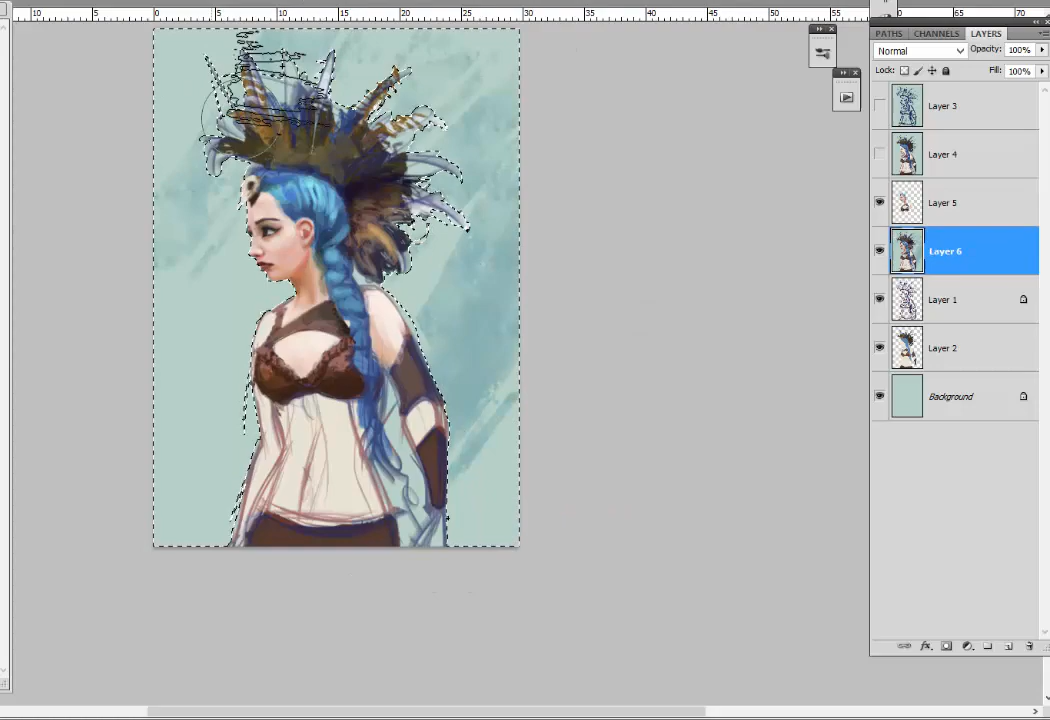 10 5 0 5 10 15 20 25 30 35 40 45 50 55 60 65 70
PATHS CHANNELS LAYERS
Normal Opacity: 100%
Lock: Fill: 100%
Layer 3
Layer 4
Layer 5
Layer 6
Layer 1
Layer 2
Background